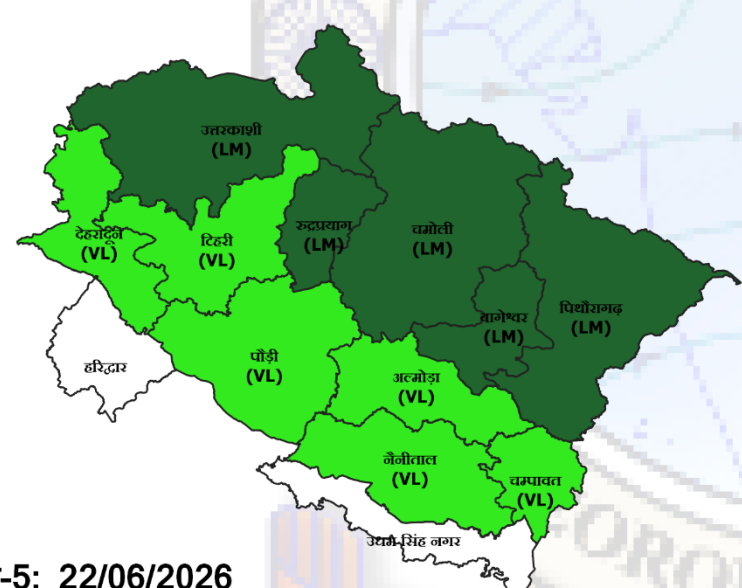 उत्तरकाशी
(LM)
देहरादून
(VL)
टिहरी
(VL)
रुद्रप्रयाग
(LM)
चमोली
(LM)
बागेश्वर
(LM)
पिथौरागढ़
(LM)
हरिद्वार
पौड़ी
(VL)
अल्मोड़ा
(VL)
नैनीताल
(VL)
चम्पावत
(VL)
उधम सिंह नगर
-5: 22/06/2026